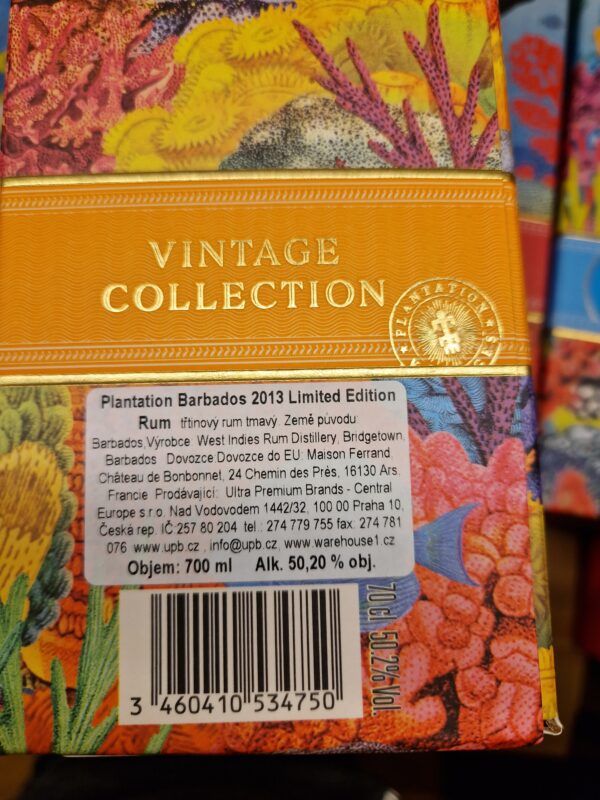 VINTAGE
COLLECTION
PLANTATION
Plantation Barbados 2013 Limited Edition
Rum třtinový rum tmavý Země původu:
Barbados,Výrobce West Indies Rum Distillery, Bridgetown,
Barbados Dovozce Dovozce do EU: Maison Ferrand,
Château de Bonbonnet, 24 Chemin des Près, 16130 Ars.
Francie Prodávající: Ultra Premium Brands - Central
Europe s r.o. Nad Vodovodem 1442/32, 100 00 Praha 10,
Česká rep. IČ:257 80 204 tel.: 274 779 755 fax: 274 781
076 www.upb.cz , info@upb.cz, www.warehouse1.cz
Objem: 700 ml Alk. 50,20 % obj.
70 cl 50.2% Vol.
3 460410 534750